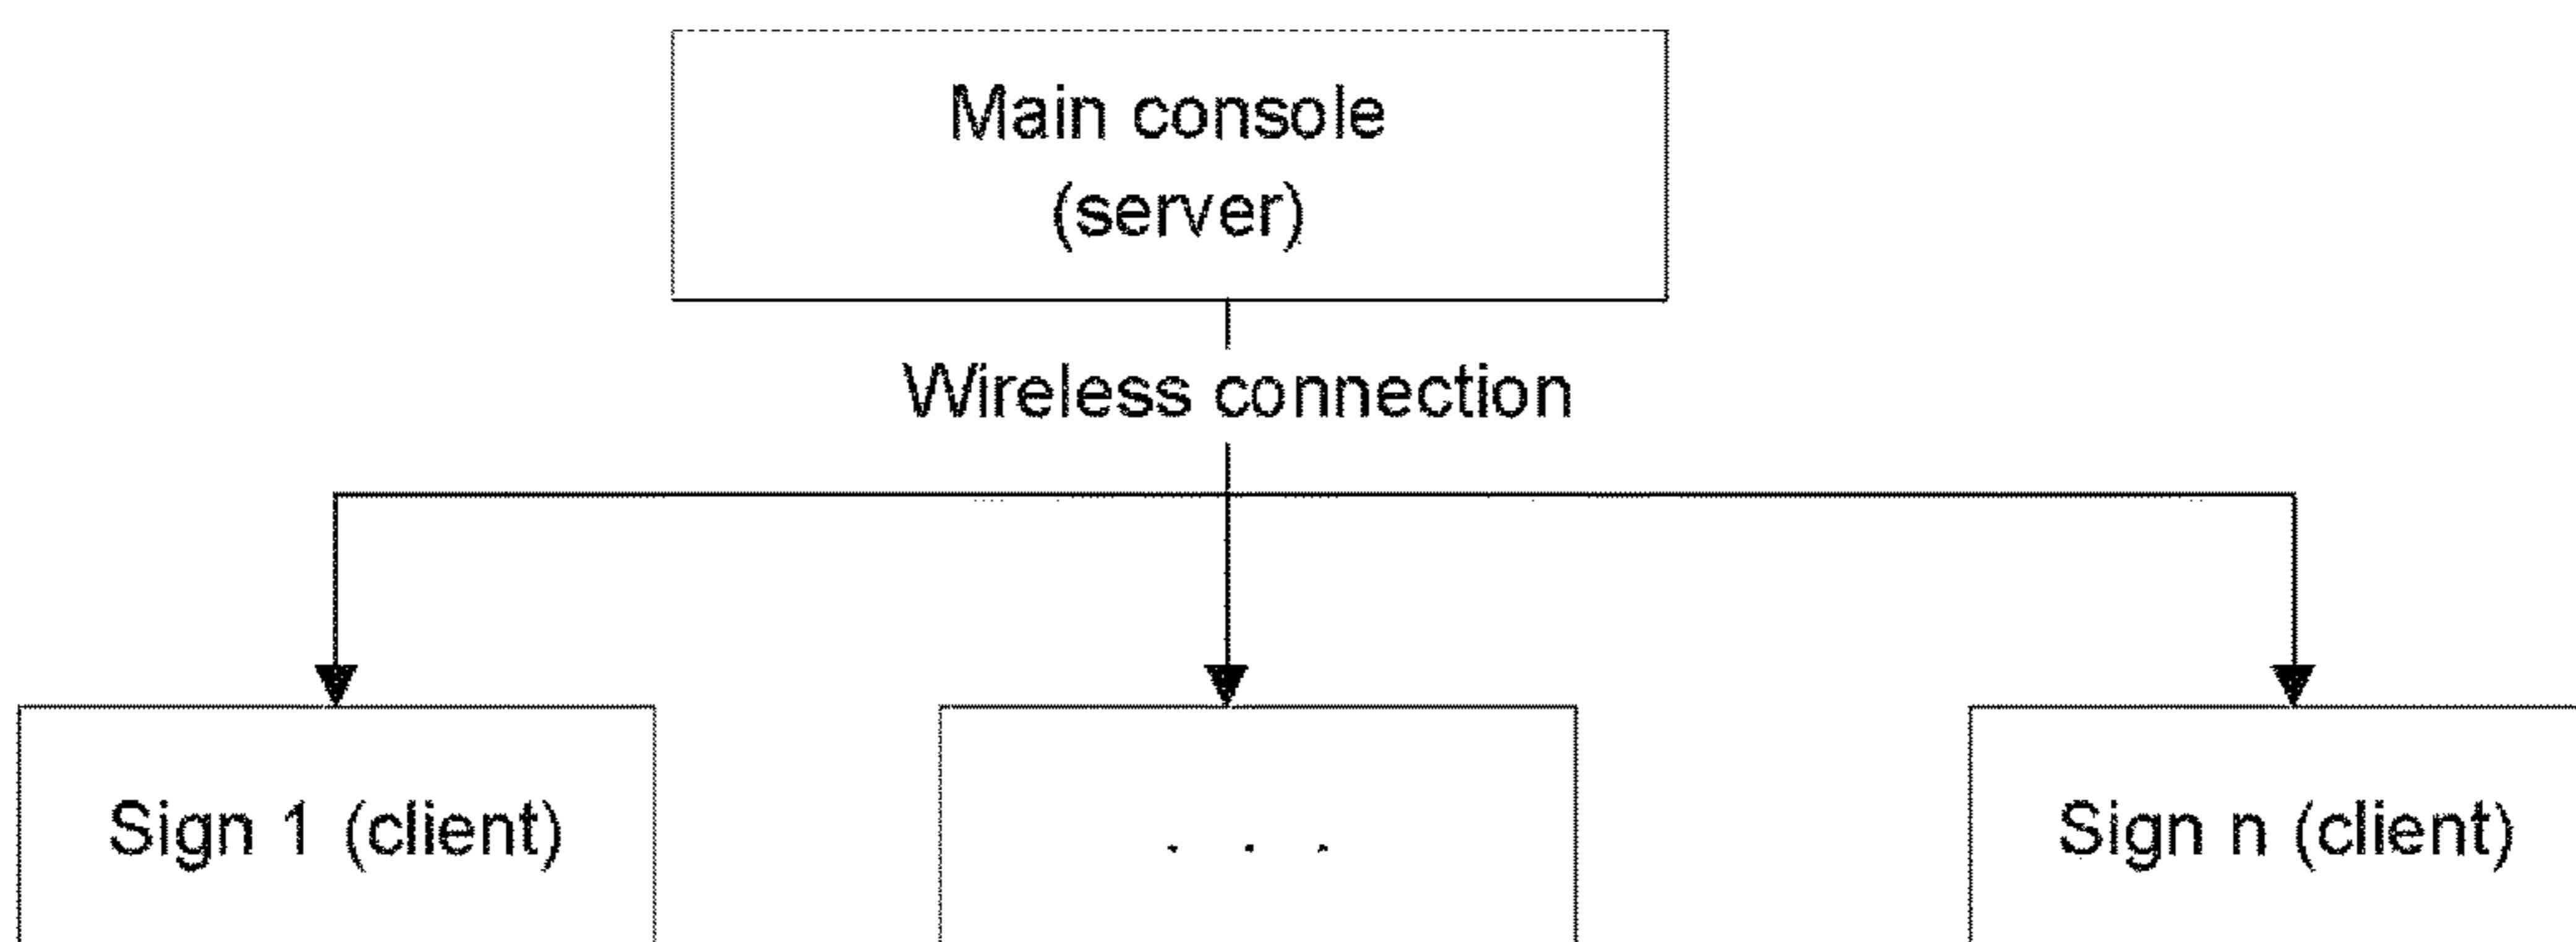 Main console
(server)
Wireless connection
Sign 1 (client)
. . .
Sign n (client)